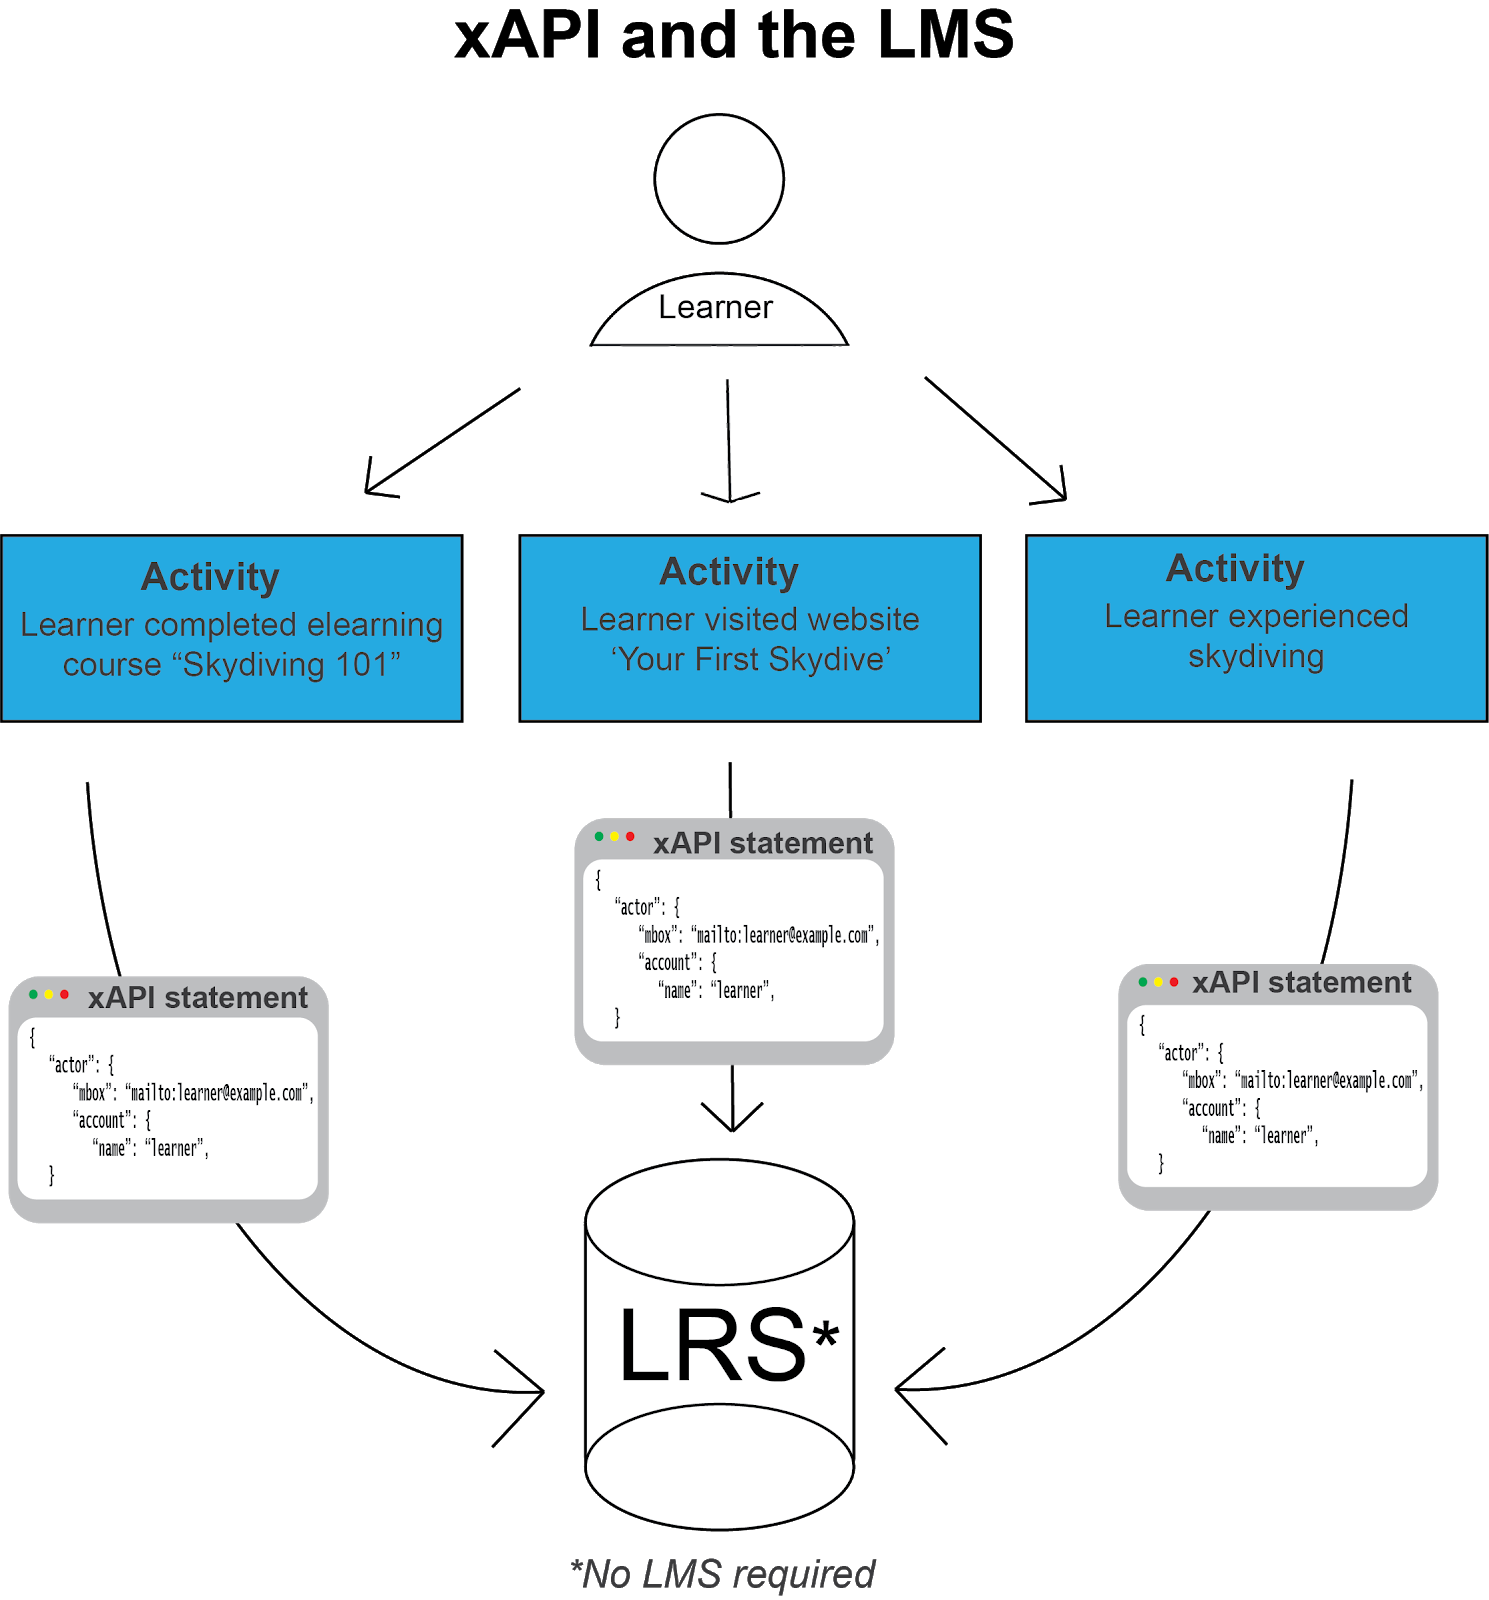 xAPI and the LMS
Learner
Activity
Learner completed elearning
course “Skydiving 101”
Activity
Learner visited website
‘Your First Skydive’
Activity
Learner experienced
skydiving
xAPI statement
{
“actor”: {
“mbox”: “mailto:learner@example.com”,
“account”: {
“name”: “learner”,
}
xAPI statement
{
“actor”: {
“mbox”: “mailto:learner@example.com”,
“account”: {
“name”: “learner”,
}
xAPI statement
{
“actor”: {
“mbox”: “mailto:learner@example.com”,
“account”: {
“name”: “learner”,
}
LRS*
*No LMS required